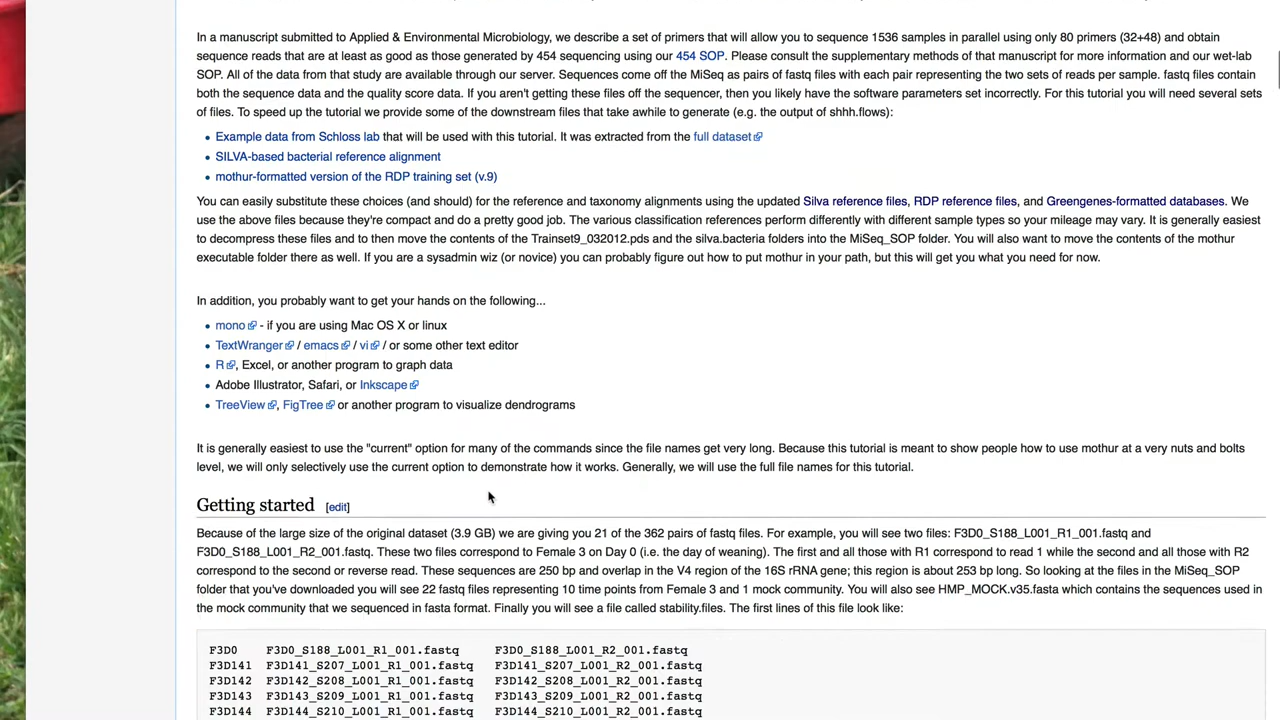 In a manuscript submitted to Applied & Environmental Microbiology, we describe a set of primers that will allow you to sequence 1536 samples in parallel using only 80 primers (32+48) and obtain
sequence reads that are at least as good as those generated by 454 sequencing using our 454 SOP. Please consult the supplementary methods of that manuscript for more information and our wet-lab
SOP. All of the data from that study are available through our server. Sequences come off the MiSeq as pairs of fastq files with each pair representing the two sets of reads per sample. fastq files contain
both the sequence data and the quality score data. If you aren't getting these files off the sequencer, then you likely have the software parameters set incorrectly. For this tutorial you will need several sets
of files. To speed up the tutorial we provide some of the downstream files that take awhile to generate (e.g. the output of shhh.flows):
• Example data from Schloss lab that will be used with this tutorial. It was extracted from the full dataset
• SILVA-based bacterial reference alignment
• mothur-formatted version of the RDP training set (v.9)
You can easily substitute these choices (and should) for the reference and taxonomy alignments using the updated Silva reference files, RDP reference files, and Greengenes-formatted databases. We
use the above files because they're compact and do a pretty good job. The various classification references perform differently with different sample types so your mileage may vary. It is generally easiest
to decompress these files and to then move the contents of the Trainset9_032012.pds and the silva.bacteria folders into the MiSeq_SOP folder. You will also want to move the contents of the mothur
executable folder there as well. If you are a sysadmin wiz (or novice) you can probably figure out how to put mothur in your path, but this will get you what you need for now.
In addition, you probably want to get your hands on the following...
• mono - if you are using Mac OS X or linux
• TextWranger / emacs / vi / or some other text editor
• R, Excel, or another program to graph data
• Adobe Illustrator, Safari, or Inkscape
• TreeView, FigTree or another program to visualize dendrograms
It is generally easiest to use the "current" option for many of the commands since the file names get very long. Because this tutorial is meant to show people how to use mothur at a very nuts and bolts
level, we will only selectively use the current option to demonstrate how it works. Generally, we will use the full file names for this tutorial.
Getting started [edit]
Because of the large size of the original dataset (3.9 GB) we are giving you 21 of the 362 pairs of fastq files. For example, you will see two files: F3D0_S188_L001_R1_001.fastq and
F3D0_S188_L001_R2_001.fastq. These two files correspond to Female 3 on Day 0 (i.e. the day of weaning). The first and all those with R1 correspond to read 1 while the second and all those with R2
correspond to the second or reverse read. These sequences are 250 bp and overlap in the V4 region of the 16S rRNA gene; this region is about 253 bp long. So looking at the files in the MiSeq_SOP
folder that you've downloaded you will see 22 fastq files representing 10 time points from Female 3 and 1 mock community. You will also see HMP_MOCK.v35.fasta which contains the sequences used in
the mock community that we sequenced in fasta format. Finally you will see a file called stability.files. The first lines of this file look like:
F3D0 F3D0_S188_L001_R1_001.fastq F3D0_S188_L001_R2_001.fastq
F3D141 F3D141_S207_L001_R1_001.fastq F3D141_S207_L001_R2_001.fastq
F3D142 F3D142_S208_L001_R1_001.fastq F3D142_S208_L001_R2_001.fastq
F3D143 F3D143_S209_L001_R1_001.fastq F3D143_S209_L001_R2_001.fastq
F3D144 F3D144_S210_L001_R1_001.fastq F3D144_S210_L001_R2_001.fastq